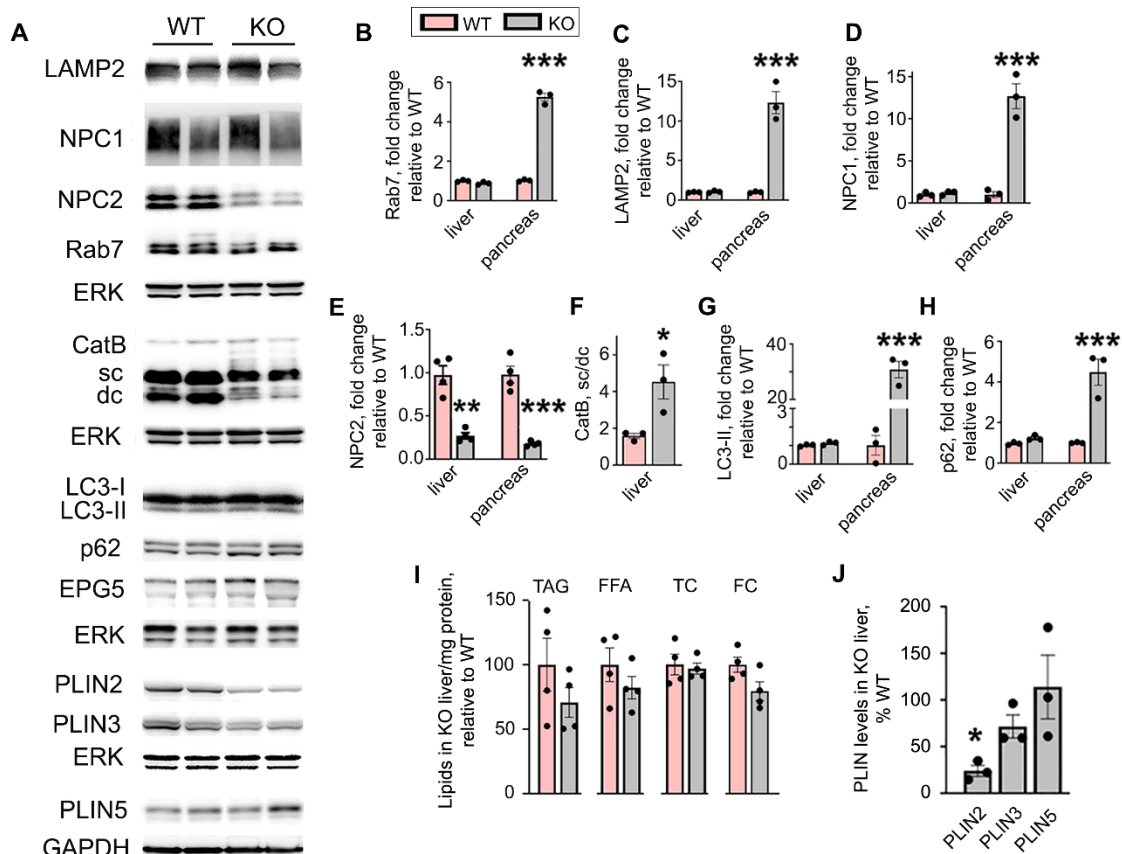 A
WT KO
LAMP2
NPC1
NPC2
Rab7
ERK
CatB
sc
dc
ERK
LC3-I
LC3-II
p62
EPG5
ERK
PLIN2
PLIN3
ERK
PLIN5
GAPDH
WT KO
B
Rab7, fold change
relative to WT
6
4
2
0
***
liver
pancreas
C
LAMP2, fold change
relative to WT
15
10
5
0
***
liver
pancreas
D
NPC1, fold change
relative to WT
15
10
5
0
***
liver
pancreas
E
NPC2, fold change
relative to WT
1.5
1.0
0.5
0.0
**
***
liver
pancreas
F
CatB, sc/dc
6
4
2
0
*
liver
G
LC3-II, fold change
relative to WT
40
20
3
0
***
liver
pancreas
H
p62, fold change
relative to WT
6
4
2
0
***
liver
pancreas
I
Lipids in KO liver/mg protein,
relative to WT
TAG FFA TC FC
150
100
50
0
J
PLIN levels in KO liver,
% WT
200
150
100
50
0
*
PLIN2
PLIN3
PLIN5